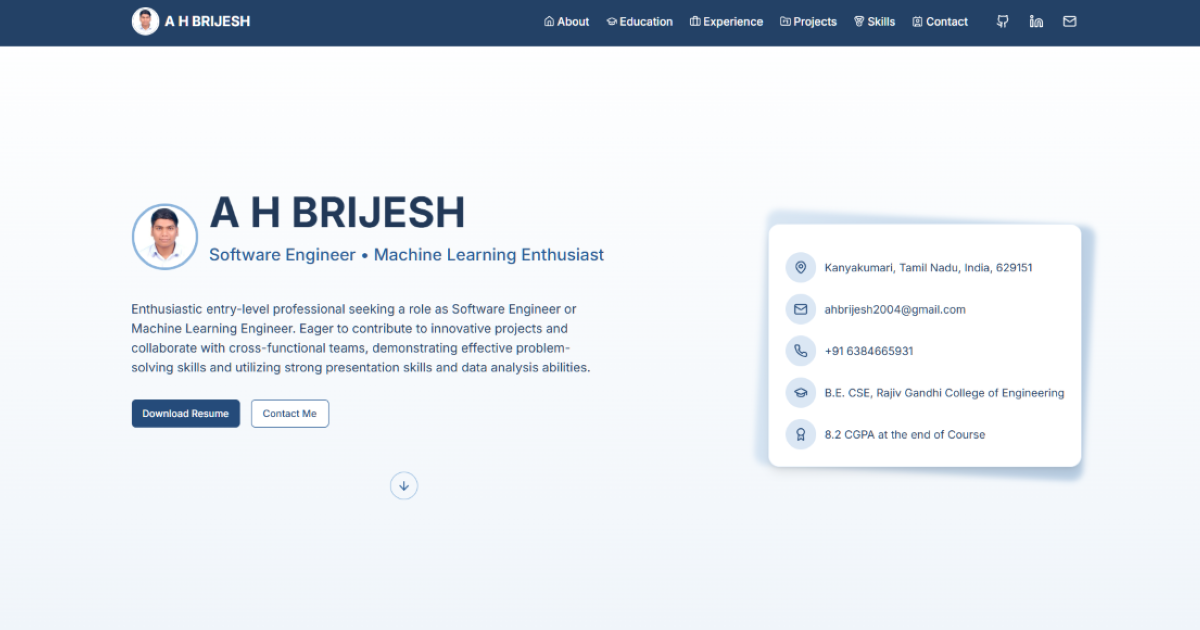 A H BRIJESH
About
Education
Experience
Projects
Skills
Contact
A H BRIJESH
Software Engineer • Machine Learning Enthusiast
Enthusiastic entry-level professional seeking a role as Software Engineer or
Machine Learning Engineer. Eager to contribute to innovative projects and
collaborate with cross-functional teams, demonstrating effective problem-
solving skills and utilizing strong presentation skills and data analysis abilities.
Download Resume
Contact Me
Kanyakumari, Tamil Nadu, India, 629151
ahbrijesh2004@gmail.com
+91 6384665931
B.E. CSE, Rajiv Gandhi College of Engineering
8.2 CGPA at the end of Course